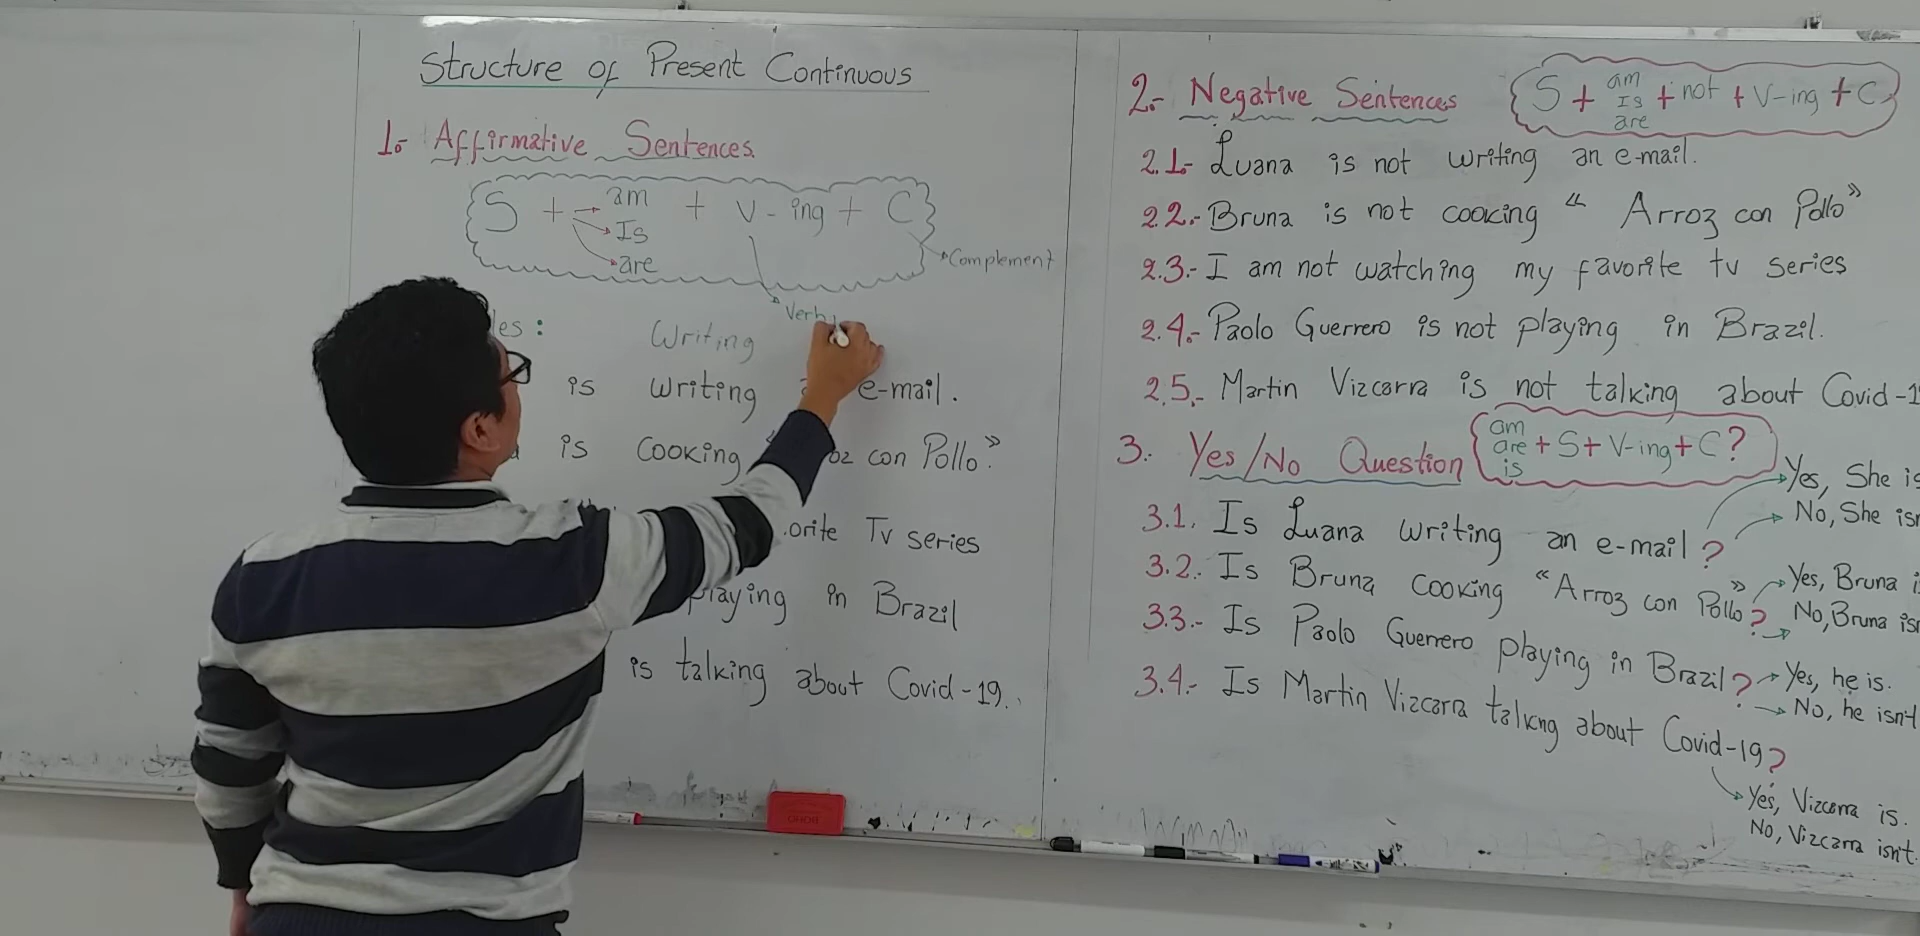 Structure of Present Continuous
1.- Affirmative Sentences.
S + am + V - ing + C
Is
are
Complement
Verb
es :
Writing
is writing e-mail.
is Cooking " oz con Pollo".
orite Tv series
playing in Brazil
is talking about Covid-19..
2.- Negative Sentences
S + am + not + V-ing + C
Is
are
2.1.- Luana is not writing an e-mail.
2.2.- Bruna is not cooking " Arroz con Pollo"
2.3.- I am not watching my favorite tv series
2.4.- Paolo Guerrero is not playing in Brazil.
2.5.- Martin Vizcarra is not talking about Covid-19
3.- Yes/No Question
am
are + S + V-ing + C?
is
3.1. Is Luana writing an e-mail?
Yes, She is
No, She isn
3.2.- Is Bruna cooking "Arroz con Pollo"?
Yes, Bruna i
No, Bruna isn
3.3.- Is Paolo Guerrero playing in Brazil?
Yes, he is.
No, he isn't
3.4.- Is Martin Vizcarra talkng about Covid-19?
Yes, Vizcarra is.
No, Vizcarra isn't.